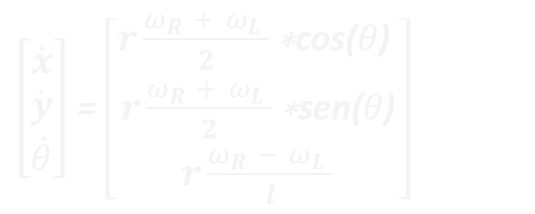 [ẋ ẏ θ̇] = [r (ω_R + ω_L)/2 *cos(θ)
r (ω_R + ω_L)/2 *sen(θ)
r (ω_R − ω_L)/l]